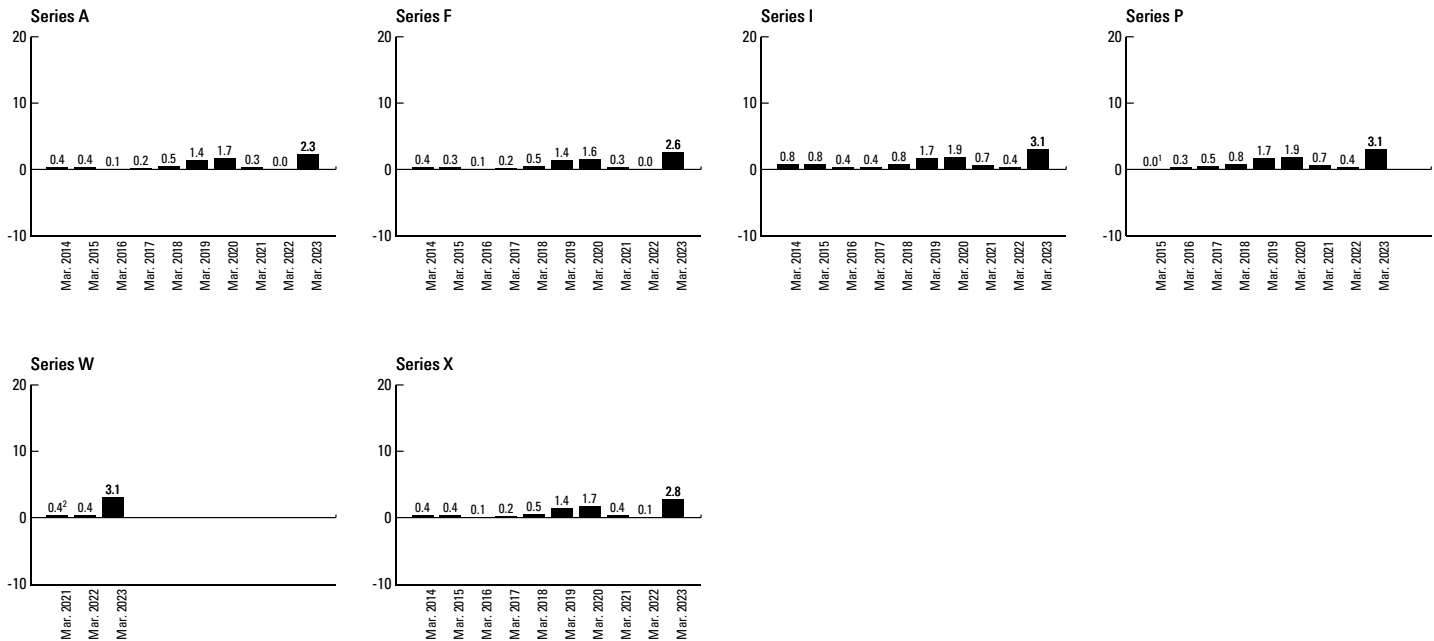 Series A
20
10
0
-10
0.4 0.4 0.1 0.2 0.5 1.4 1.7 0.3 0.0 2.3
Mar. 2014
Mar. 2015
Mar. 2016
Mar. 2017
Mar. 2018
Mar. 2019
Mar. 2020
Mar. 2021
Mar. 2022
Mar. 2023
Series F
20
10
0
-10
0.4 0.3 0.1 0.2 0.5 1.4 1.6 0.3 0.0 2.6
Mar. 2014
Mar. 2015
Mar. 2016
Mar. 2017
Mar. 2018
Mar. 2019
Mar. 2020
Mar. 2021
Mar. 2022
Mar. 2023
Series I
20
10
0
-10
0.8 0.8 0.4 0.4 0.8 1.7 1.9 0.7 0.4 3.1
Mar. 2014
Mar. 2015
Mar. 2016
Mar. 2017
Mar. 2018
Mar. 2019
Mar. 2020
Mar. 2021
Mar. 2022
Mar. 2023
Series P
20
10
0
-10
0.0¹ 0.3 0.5 0.8 1.7 1.9 0.7 0.4 3.1
Mar. 2015
Mar. 2016
Mar. 2017
Mar. 2018
Mar. 2019
Mar. 2020
Mar. 2021
Mar. 2022
Mar. 2023
Series W
20
10
0
-10
0.4² 0.4 3.1
Mar. 2021
Mar. 2022
Mar. 2023
Series X
20
10
0
-10
0.4 0.4 0.1 0.2 0.5 1.4 1.7 0.4 0.1 2.8
Mar. 2014
Mar. 2015
Mar. 2016
Mar. 2017
Mar. 2018
Mar. 2019
Mar. 2020
Mar. 2021
Mar. 2022
Mar. 2023